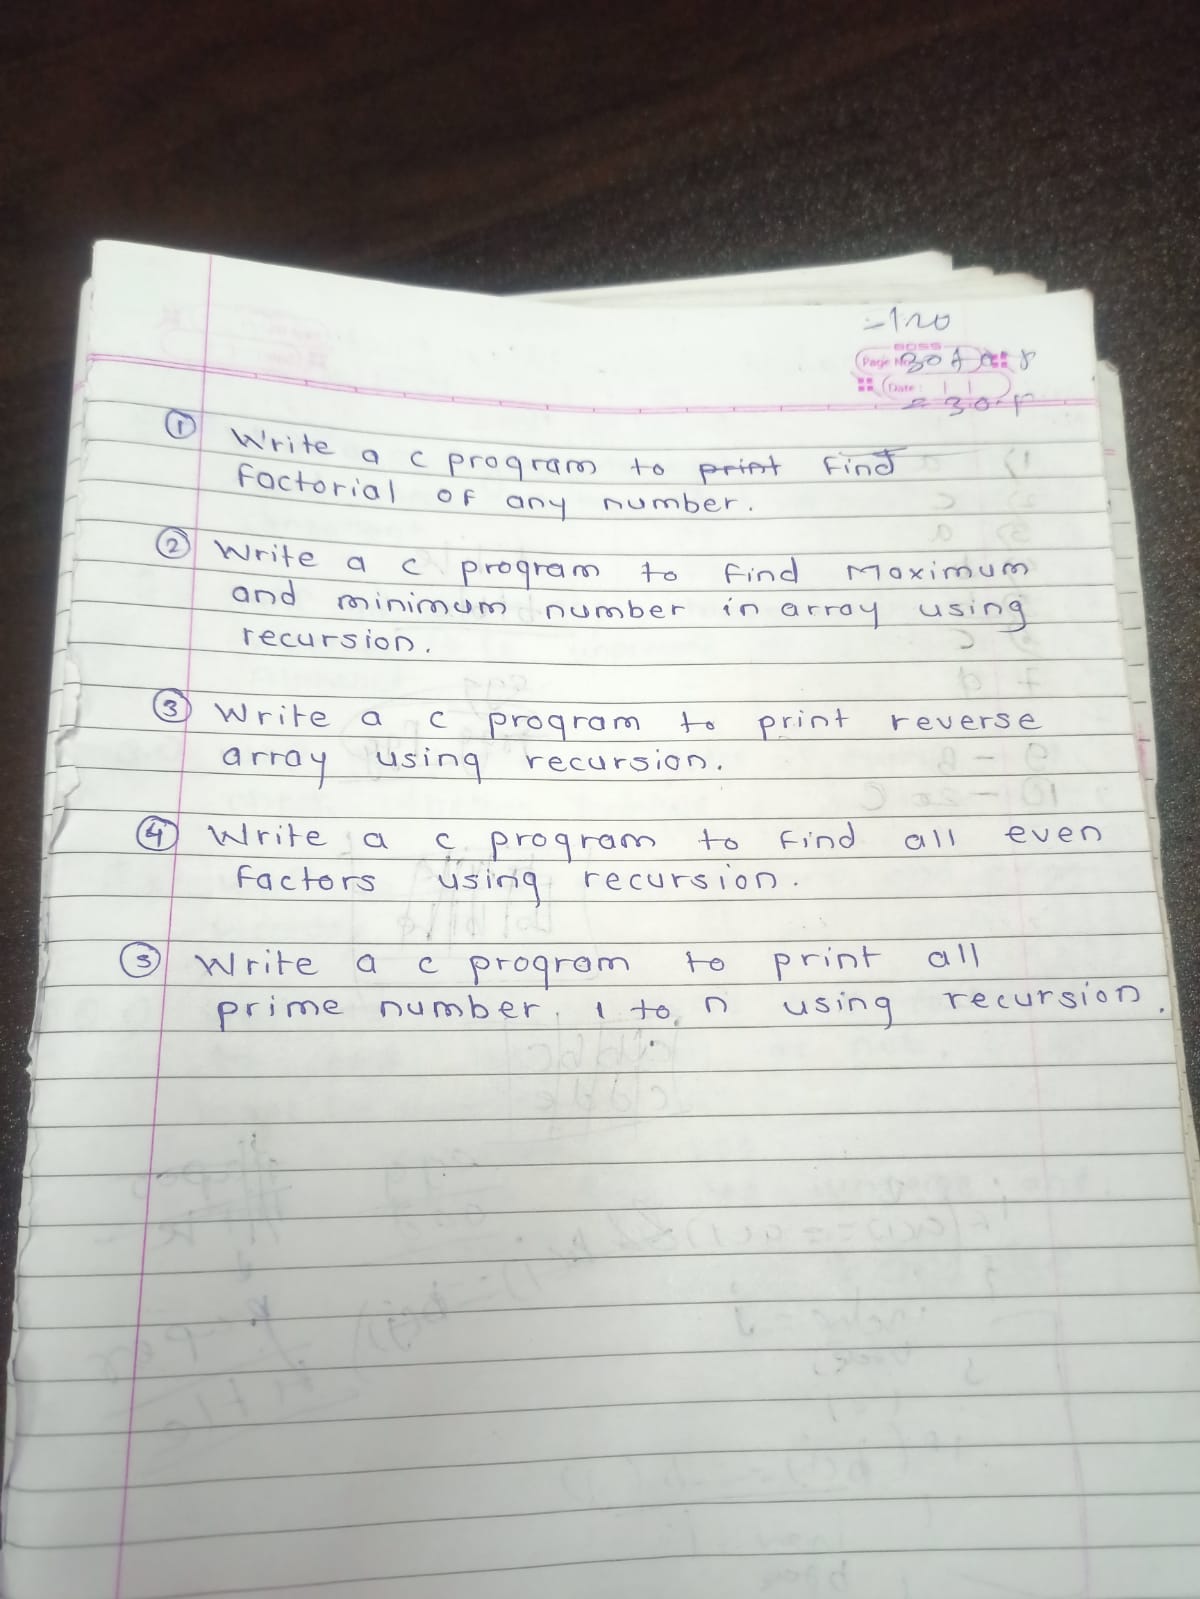 =120
BOSS
Page No.
Date:
① Write a c program to print find
factorial of any number.
② Write a c program to find Maximum
and minimum number in array using
recursion.
③ Write a c program to print reverse
array using recursion.
④ Write a c program to find all even
factors using recursion.
⑤ Write a c program to print all
prime number. 1 to n using recursion.